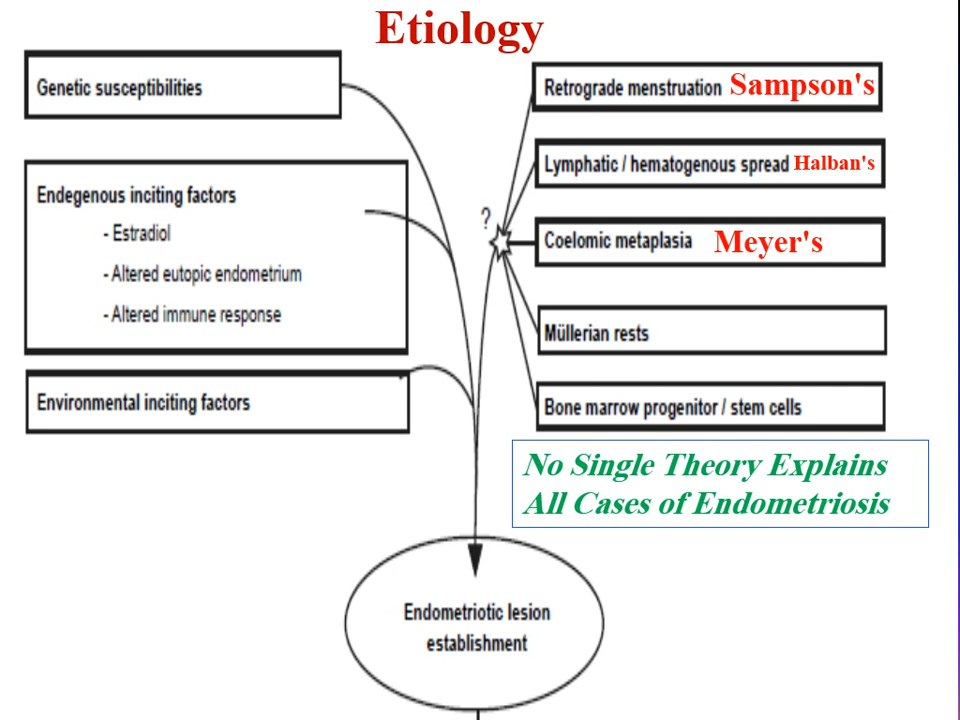 Etiology
Genetic susceptibilities
Endegenous inciting factors
- Estradiol
- Altered eutopic endometrium
- Altered immune response
Environmental inciting factors
?
Retrograde menstruation Sampson's
Lymphatic / hematogenous spread Halban's
Coelomic metaplasia Meyer's
Müllerian rests
Bone marrow progenitor / stem cells
No Single Theory Explains
All Cases of Endometriosis
Endometriotic lesion
establishment